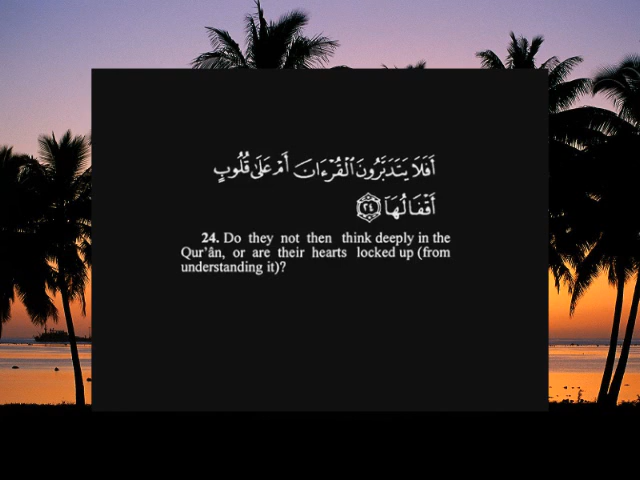 أَفَلَا يَتَدَبَّرُونَ الْقُرْءَانَ أَمْ عَلَىٰ قُلُوبٍ
أَقْفَالُهَا ۝٢٤
24. Do they not then think deeply in the
Qur'ân, or are their hearts locked up (from
understanding it)?